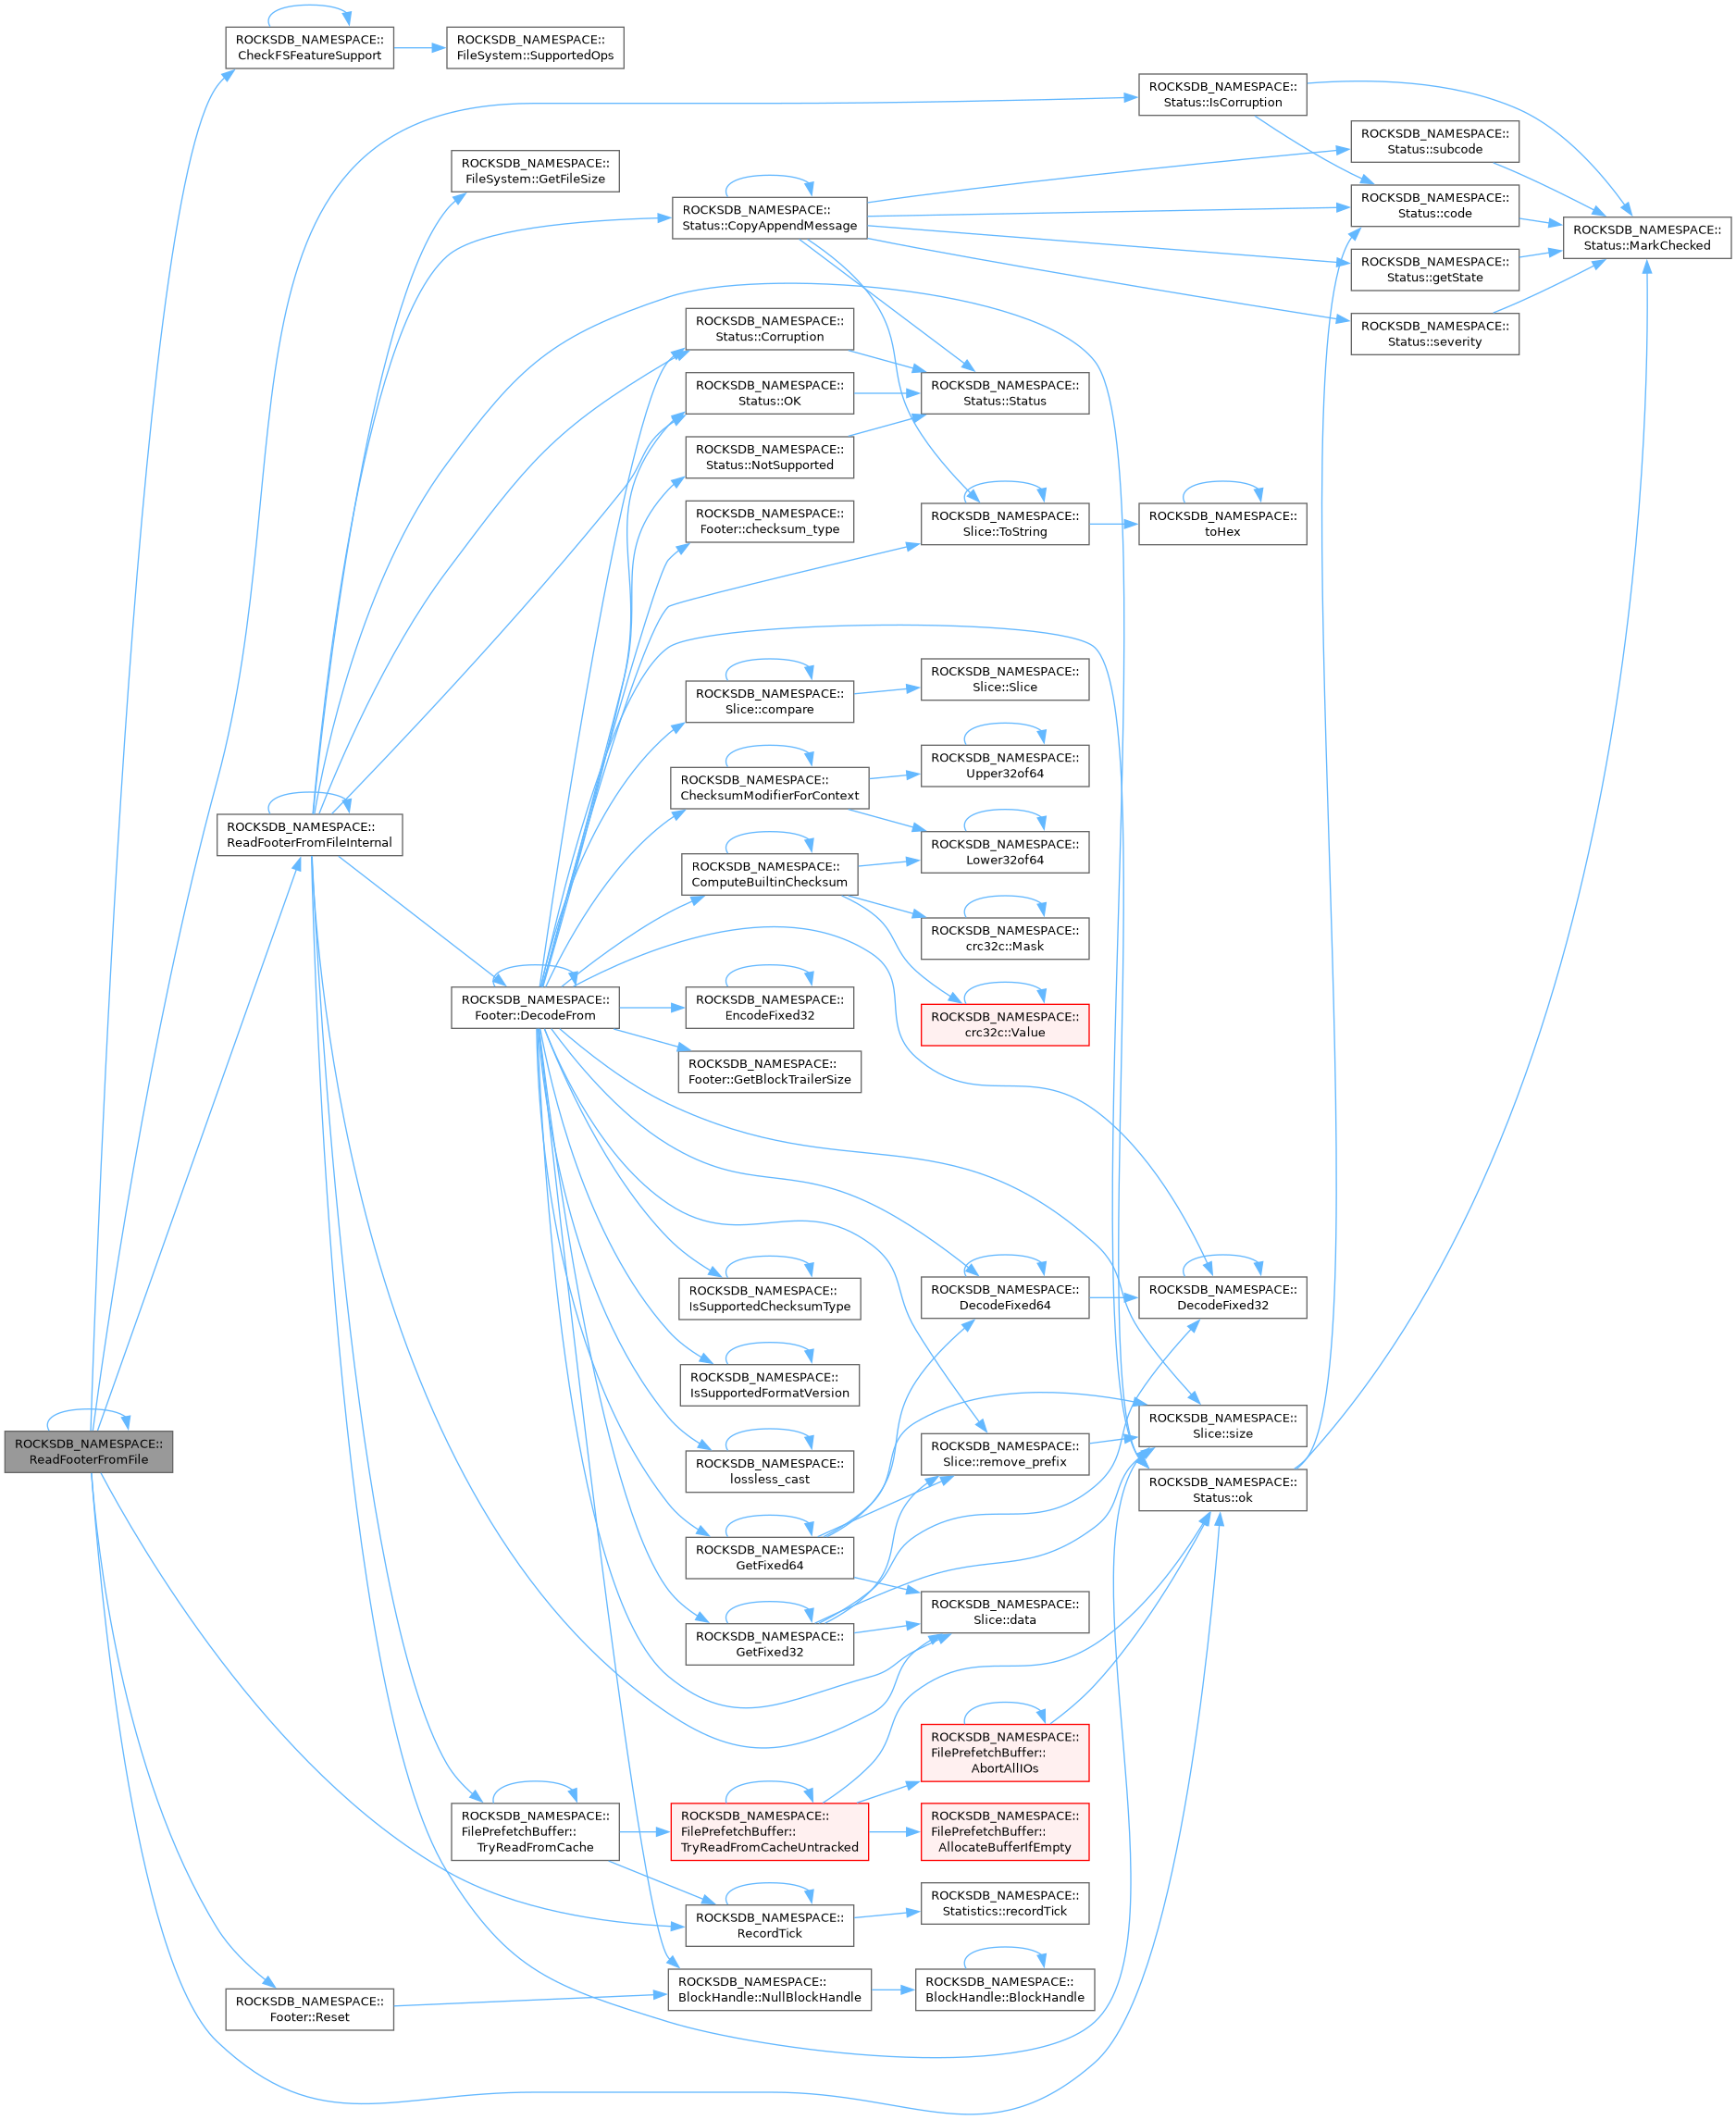 ROCKSDB_NAMESPACE::
CheckFSFeatureSupport
ROCKSDB_NAMESPACE::
FileSystem::SupportedOps
ROCKSDB_NAMESPACE::
Status::IsCorruption
ROCKSDB_NAMESPACE::
Status::subcode
ROCKSDB_NAMESPACE::
FileSystem::GetFileSize
ROCKSDB_NAMESPACE::
Status::CopyAppendMessage
ROCKSDB_NAMESPACE::
Status::code
ROCKSDB_NAMESPACE::
Status::MarkChecked
ROCKSDB_NAMESPACE::
Status::getState
ROCKSDB_NAMESPACE::
Status::Corruption
ROCKSDB_NAMESPACE::
Status::severity
ROCKSDB_NAMESPACE::
Status::OK
ROCKSDB_NAMESPACE::
Status::Status
ROCKSDB_NAMESPACE::
Status::NotSupported
ROCKSDB_NAMESPACE::
Footer::checksum_type
ROCKSDB_NAMESPACE::
Slice::ToString
ROCKSDB_NAMESPACE::
toHex
ROCKSDB_NAMESPACE::
Slice::compare
ROCKSDB_NAMESPACE::
Slice::Slice
ROCKSDB_NAMESPACE::
ChecksumModifierForContext
ROCKSDB_NAMESPACE::
Upper32of64
ROCKSDB_NAMESPACE::
ReadFooterFromFileInternal
ROCKSDB_NAMESPACE::
Lower32of64
ROCKSDB_NAMESPACE::
ComputeBuiltinChecksum
ROCKSDB_NAMESPACE::
crc32c::Mask
ROCKSDB_NAMESPACE::
Footer::DecodeFrom
ROCKSDB_NAMESPACE::
EncodeFixed32
ROCKSDB_NAMESPACE::
crc32c::Value
ROCKSDB_NAMESPACE::
Footer::GetBlockTrailerSize
ROCKSDB_NAMESPACE::
IsSupportedChecksumType
ROCKSDB_NAMESPACE::
DecodeFixed64
ROCKSDB_NAMESPACE::
DecodeFixed32
ROCKSDB_NAMESPACE::
IsSupportedFormatVersion
ROCKSDB_NAMESPACE::
ReadFooterFromFile
ROCKSDB_NAMESPACE::
lossless_cast
ROCKSDB_NAMESPACE::
Slice::remove_prefix
ROCKSDB_NAMESPACE::
Slice::size
ROCKSDB_NAMESPACE::
Status::ok
ROCKSDB_NAMESPACE::
GetFixed64
ROCKSDB_NAMESPACE::
Slice::data
ROCKSDB_NAMESPACE::
GetFixed32
ROCKSDB_NAMESPACE::
FilePrefetchBuffer::
AbortAllIOs
ROCKSDB_NAMESPACE::
FilePrefetchBuffer::
TryReadFromCache
ROCKSDB_NAMESPACE::
FilePrefetchBuffer::
TryReadFromCacheUntracked
ROCKSDB_NAMESPACE::
FilePrefetchBuffer::
AllocateBufferIfEmpty
ROCKSDB_NAMESPACE::
RecordTick
ROCKSDB_NAMESPACE::
Statistics::recordTick
ROCKSDB_NAMESPACE::
Footer::Reset
ROCKSDB_NAMESPACE::
BlockHandle::NullBlockHandle
ROCKSDB_NAMESPACE::
BlockHandle::BlockHandle